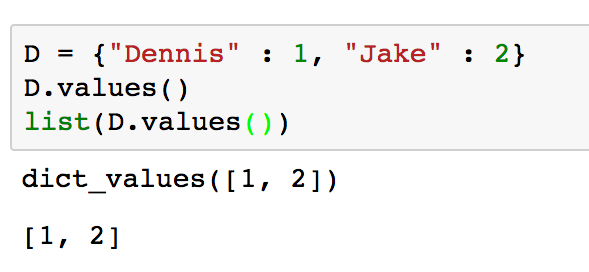 D = {"Dennis" : 1, "Jake" : 2}
D.values()
list(D.values())
dict_values([1, 2])
[1, 2]